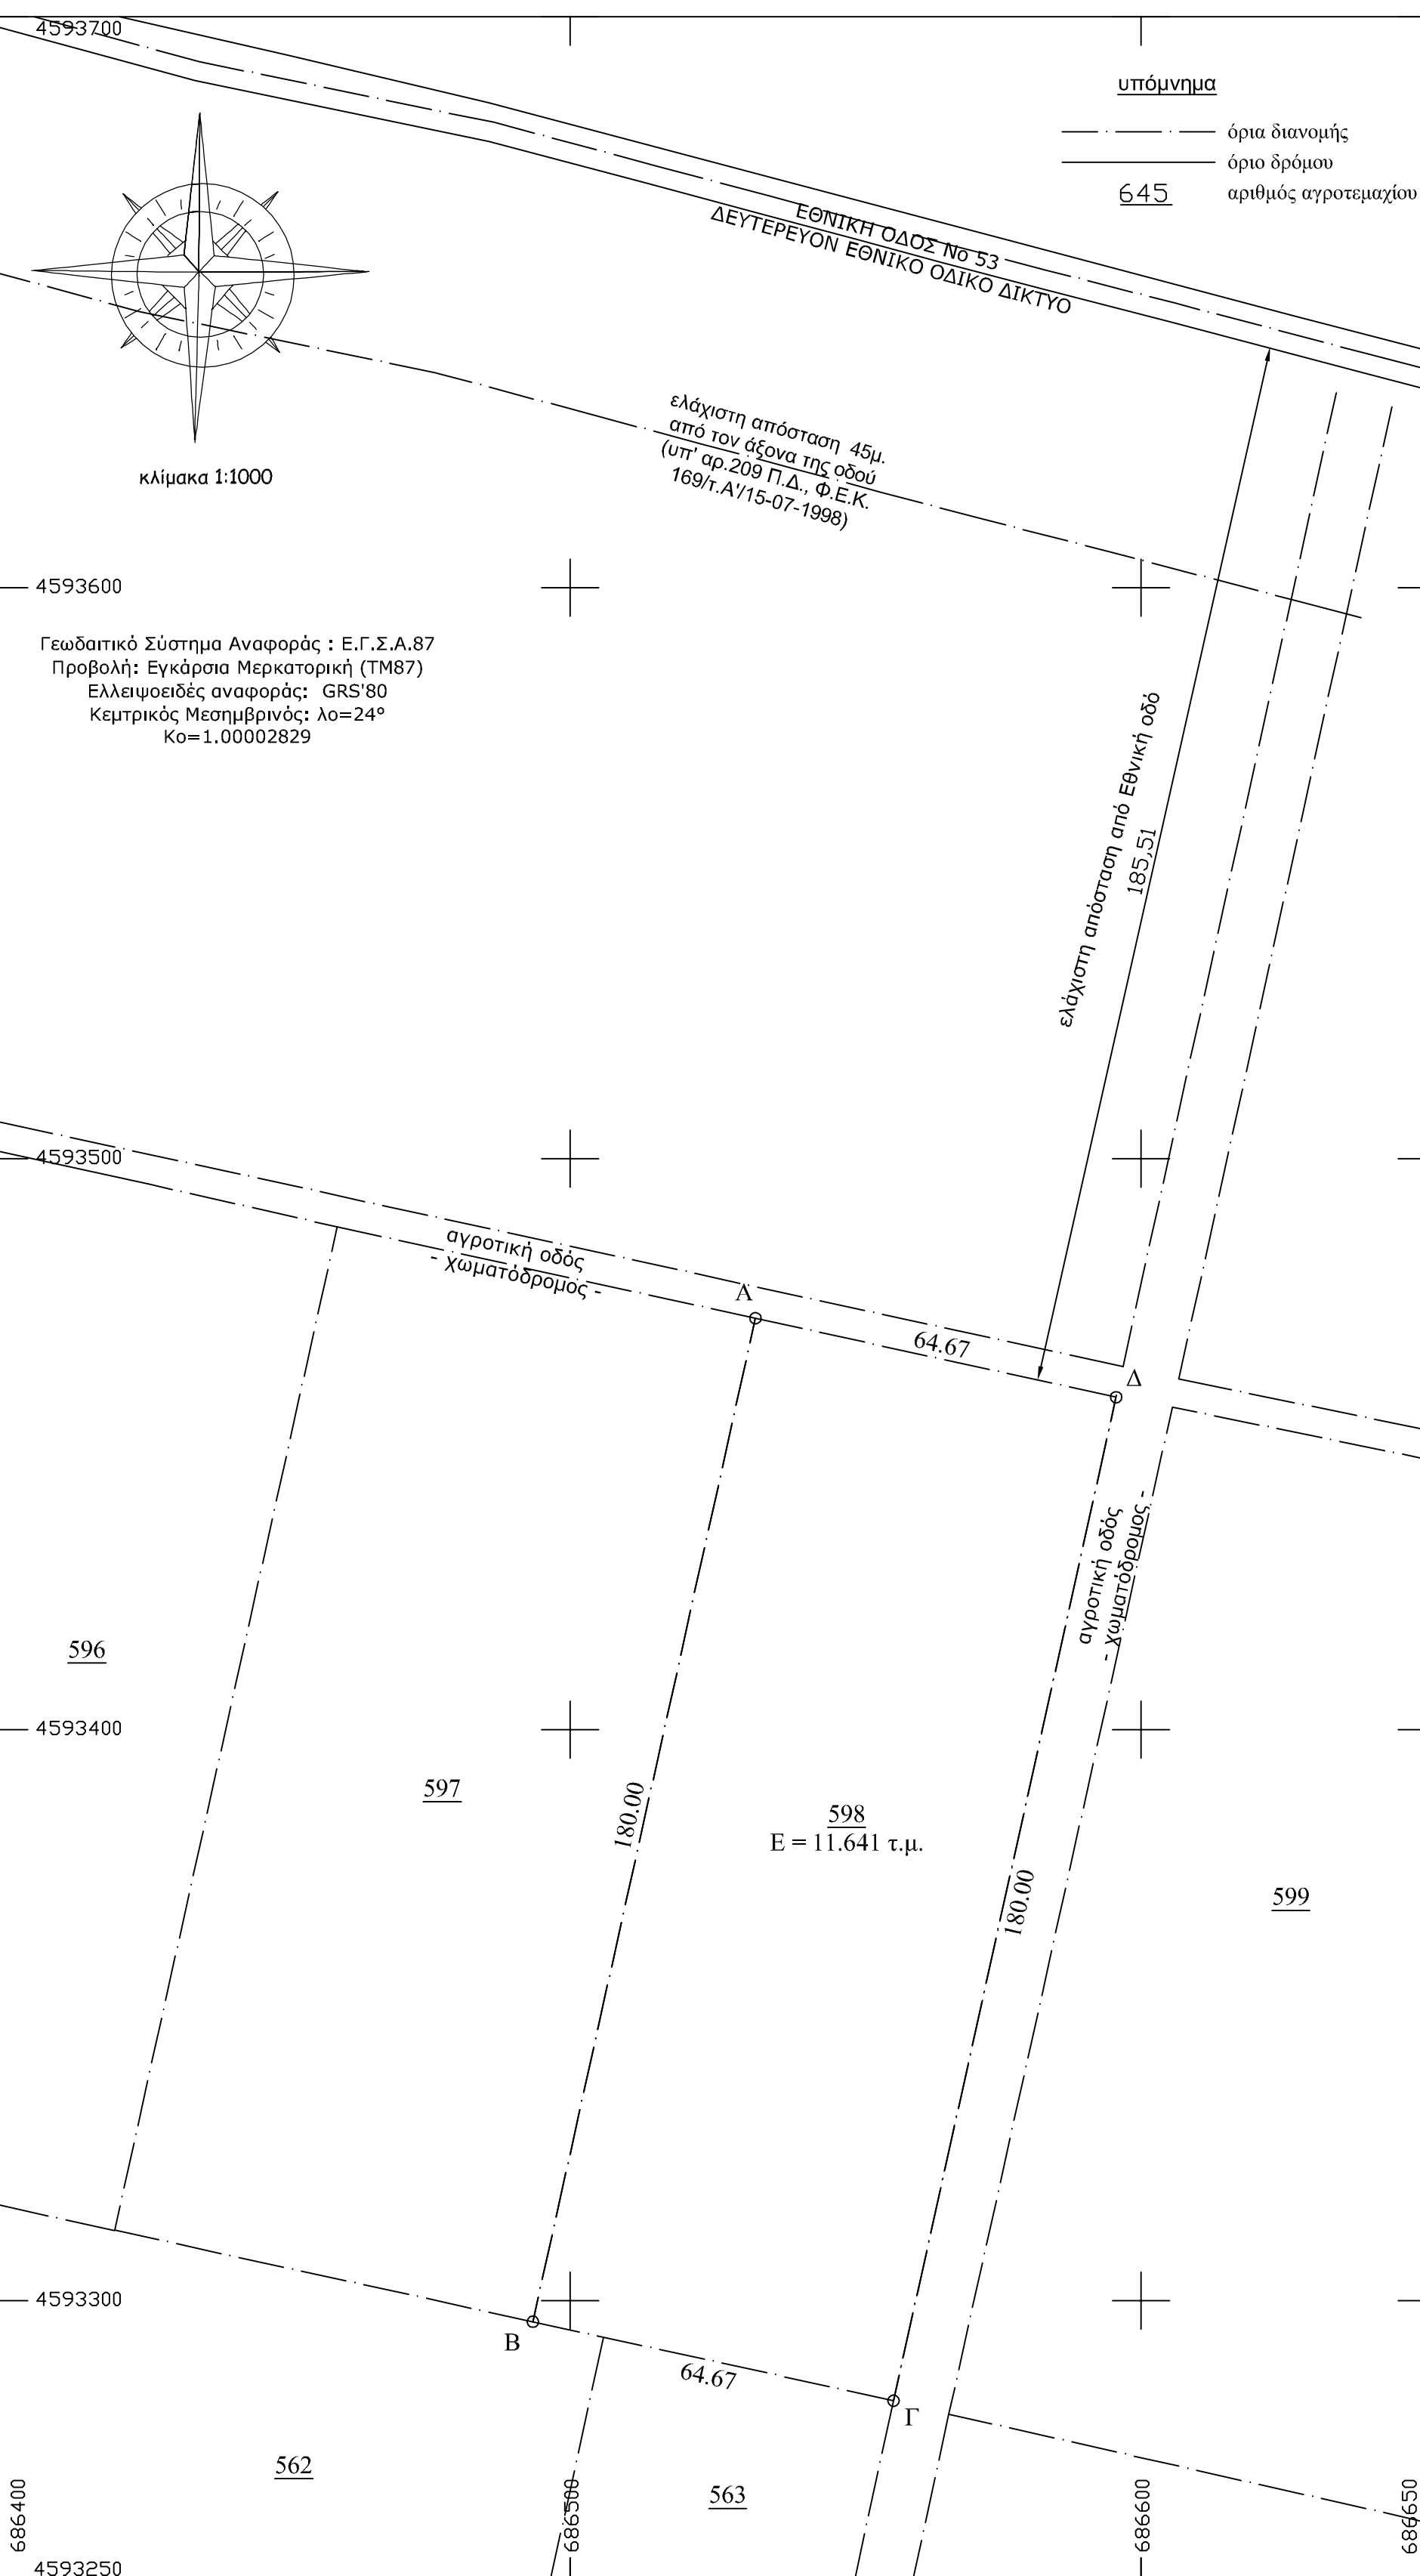 4593700
υπόμνημα
όρια διανομής
όριο δρόμου
645 αριθμός αγροτεμαχίου
ΕΘΝΙΚΗ ΟΔΟΣ Νο 53
ΔΕΥΤΕΡΕΥΟΝ ΕΘΝΙΚΟ ΟΔΙΚΟ ΔΙΚΤΥΟ
ελάχιστη απόσταση 45μ.
από τον άξονα της οδού
(υπ' αρ.209 Π.Δ., Φ.Ε.Κ.
169/τ.Α'/15-07-1998)
κλίμακα 1:1000
4593600
Γεωδαιτικό Σύστημα Αναφοράς : Ε.Γ.Σ.Α.87
Προβολή: Εγκάρσια Μερκατορική (ΤΜ87)
Ελλειψοειδές αναφοράς: GRS'80
Κεμτρικός Μεσημβρινός: λο=24°
Κο=1.00002829
ελάχιστη απόσταση από Εθνική οδό
185,51
4593500
αγροτική οδός
- χωματόδρομος -
Α
64.67
Δ
αγροτική οδός
- χωματόδρομος -
596
4593400
597
180.00
598
Ε = 11.641 τ.μ.
180.00
599
4593300
Β
64.67
Γ
562
563
686400
686500
686600
686650
4593250